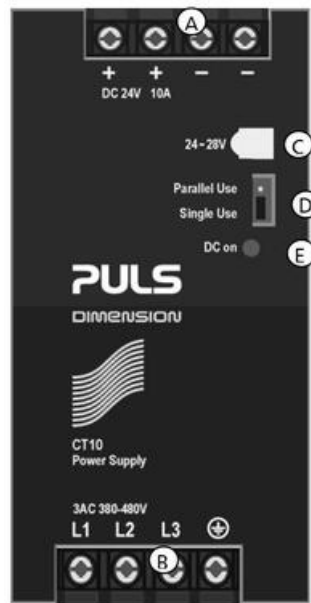 A
+ + − −
DC 24V 10A
24–28V C
Parallel Use
D
Single Use
DC on E
PULS
DIMENSION
CT10
Power Supply
3AC 380-480V
L1 L2 L3
B